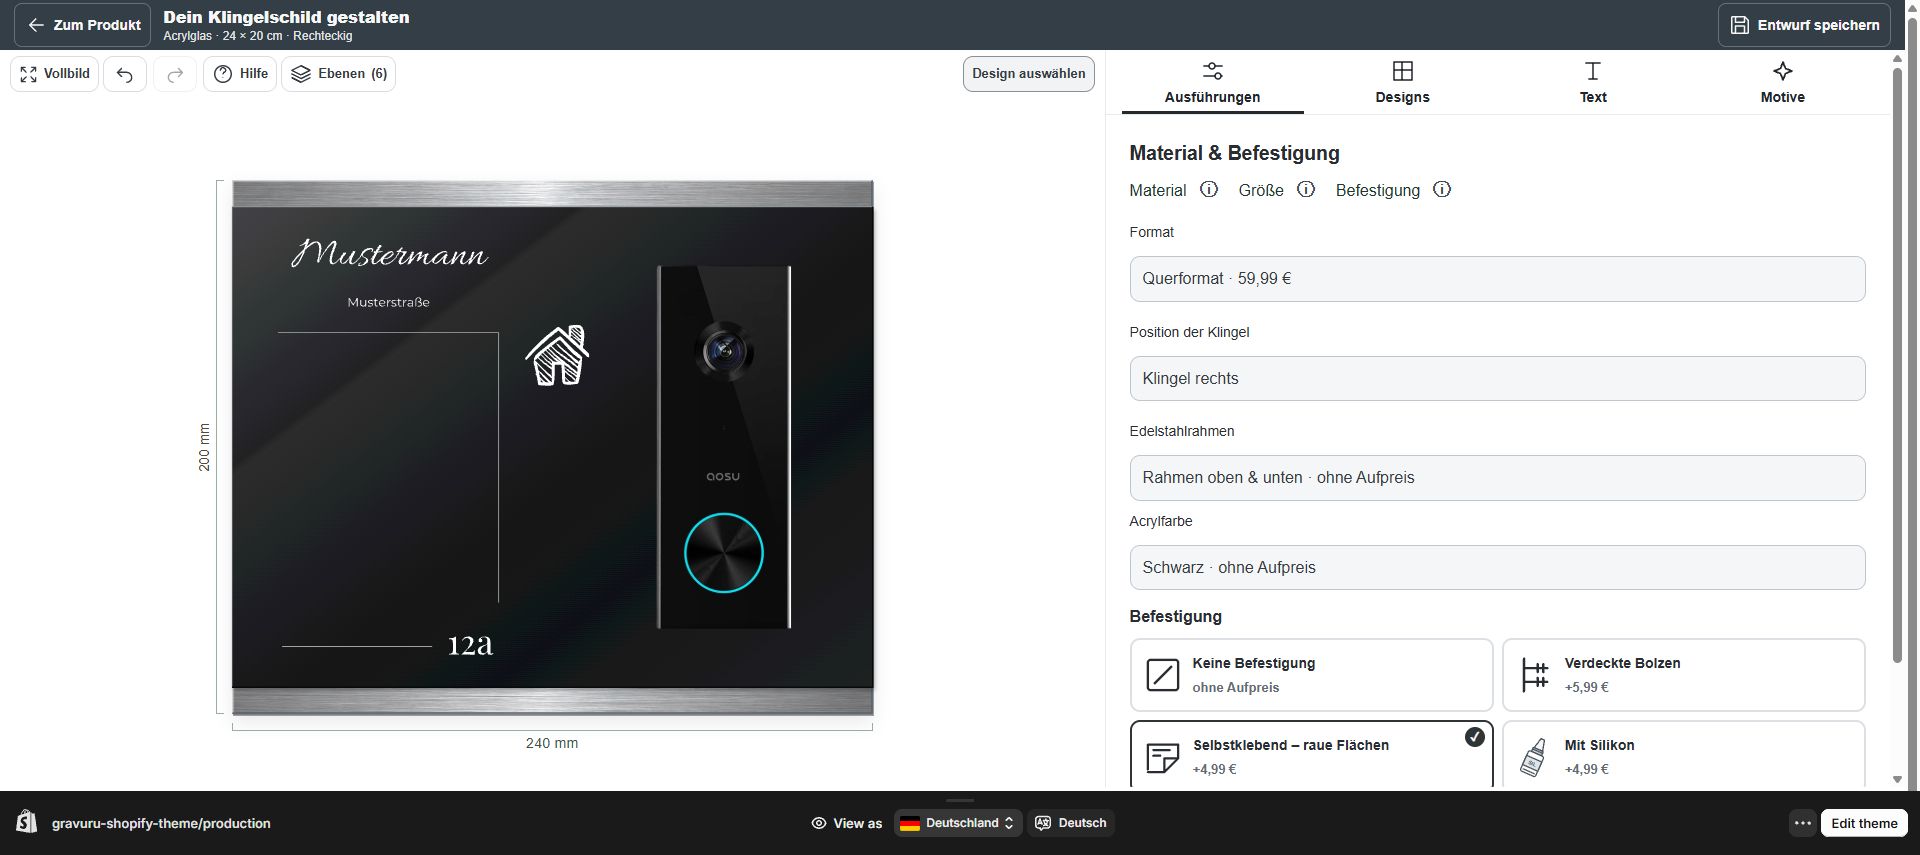 Zum Produkt
Dein Klingelschild gestalten
Acrylglas · 24 × 20 cm · Rechteckig
Entwurf speichern
Vollbild
Hilfe
Ebenen (6)
Design auswählen
Ausführungen
Designs
Text
Motive
Mustermann
Musterstraße
aosu
12a
200 mm
240 mm
Material & Befestigung
Material
Größe
Befestigung
Format
Querformat · 59,99 €
Position der Klingel
Klingel rechts
Edelstahlrahmen
Rahmen oben & unten · ohne Aufpreis
Acrylfarbe
Schwarz · ohne Aufpreis
Befestigung
Keine Befestigung
ohne Aufpreis
Verdeckte Bolzen
+5,99 €
Selbstklebend – raue Flächen
+4,99 €
Mit Silikon
+4,99 €
gravuru-shopify-theme/production
View as
Deutschland
Deutsch
Edit theme